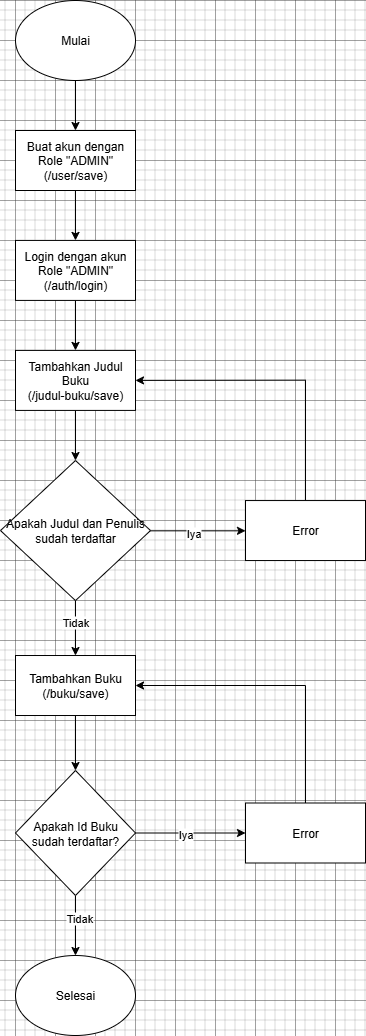 Mulai
Buat akun dengan
Role "ADMIN"
(/user/save)
Login dengan akun
Role "ADMIN"
(/auth/login)
Tambahkan Judul
Buku
(/judul-buku/save)
Apakah Judul dan Penulis
sudah terdaftar
Iya
Error
Tidak
Tambahkan Buku
(/buku/save)
Apakah Id Buku
sudah terdaftar?
Iya
Error
Tidak
Selesai